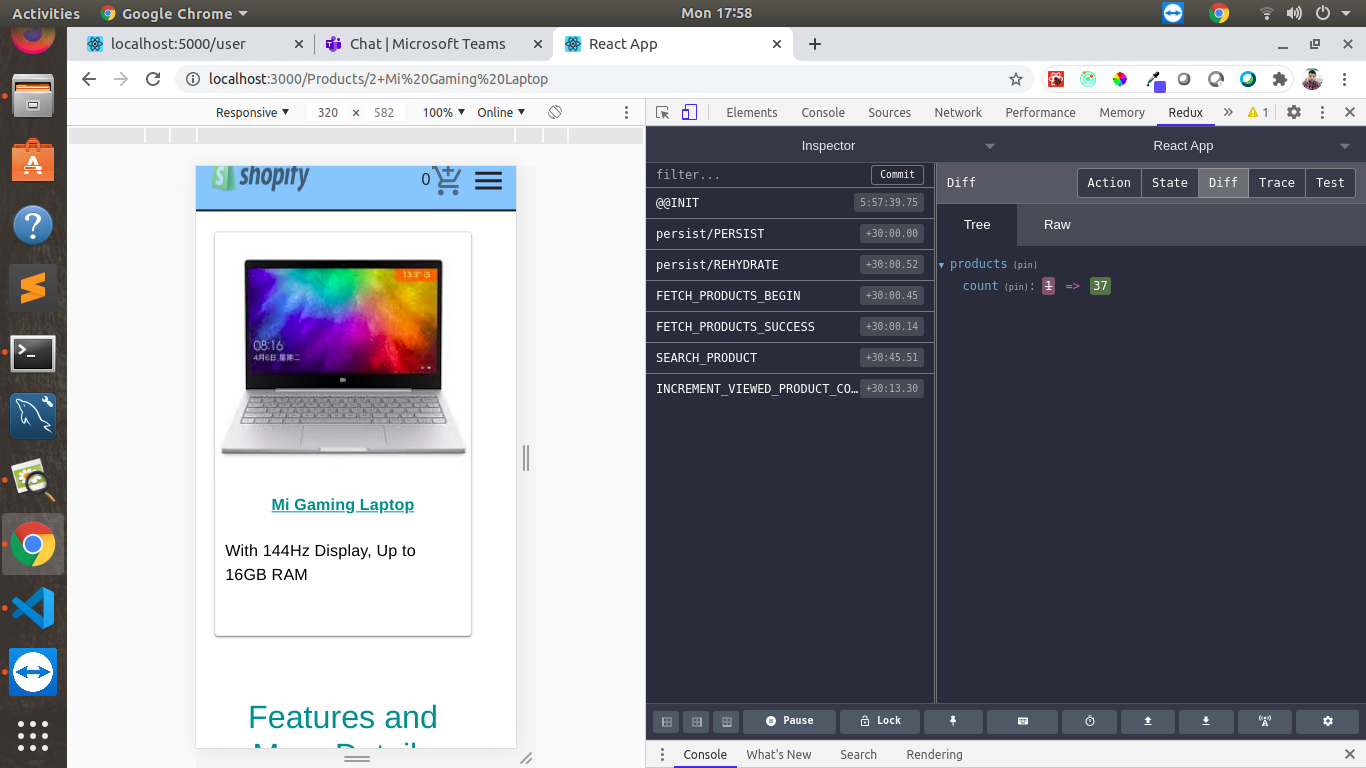 Activities Google Chrome Mon 17:58
localhost:5000/user Chat | Microsoft Teams React App
localhost:3000/Products/2+Mi%20Gaming%20Laptop
Responsive 320 × 582 100% Online
Elements Console Sources Network Performance Memory Redux 1
Inspector React App
shopify 0
filter... Commit
@@INIT 5:57:39.75
persist/PERSIST +30:00.00
persist/REHYDRATE +30:00.52
FETCH_PRODUCTS_BEGIN +30:00.45
FETCH_PRODUCTS_SUCCESS +30:00.14
SEARCH_PRODUCT +30:45.51
INCREMENT_VIEWED_PRODUCT_CO… +30:13.30
Diff Action State Diff Trace Test
Tree Raw
products (pin)
count (pin): 1 => 37
13.3" i5
08:16
4月6日,星期二
mi
Mi Gaming Laptop
With 144Hz Display, Up to
16GB RAM
Features and
More Details
Pause Lock
Console What's New Search Rendering